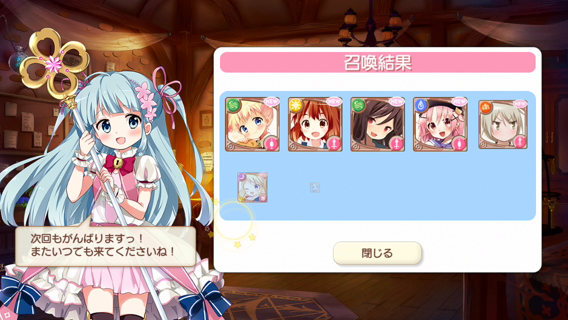 召喚結果
次回もがんばりますっ！
またいつでも来てくださいね！
閉じる